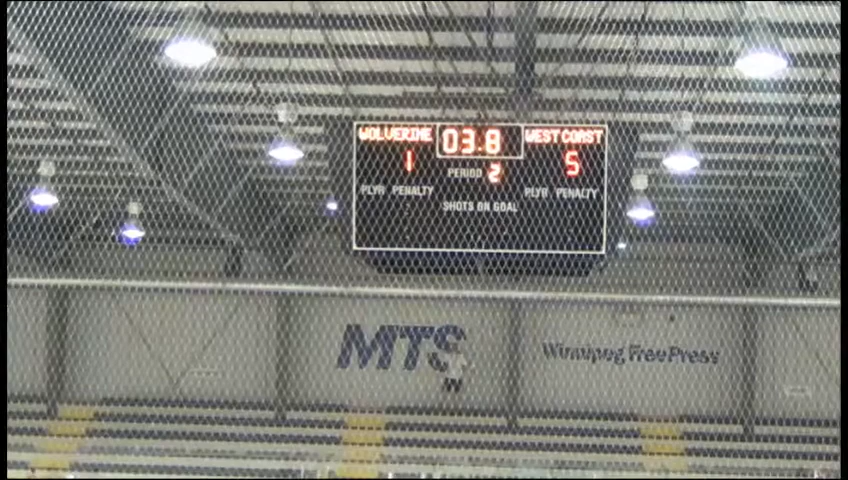 WOLVERINE 03.8 WEST COAST
1 PERIOD 2 5
PLYR PENALTY PLYR PENALTY
SHOTS ON GOAL
MTS Winnipeg Free Press